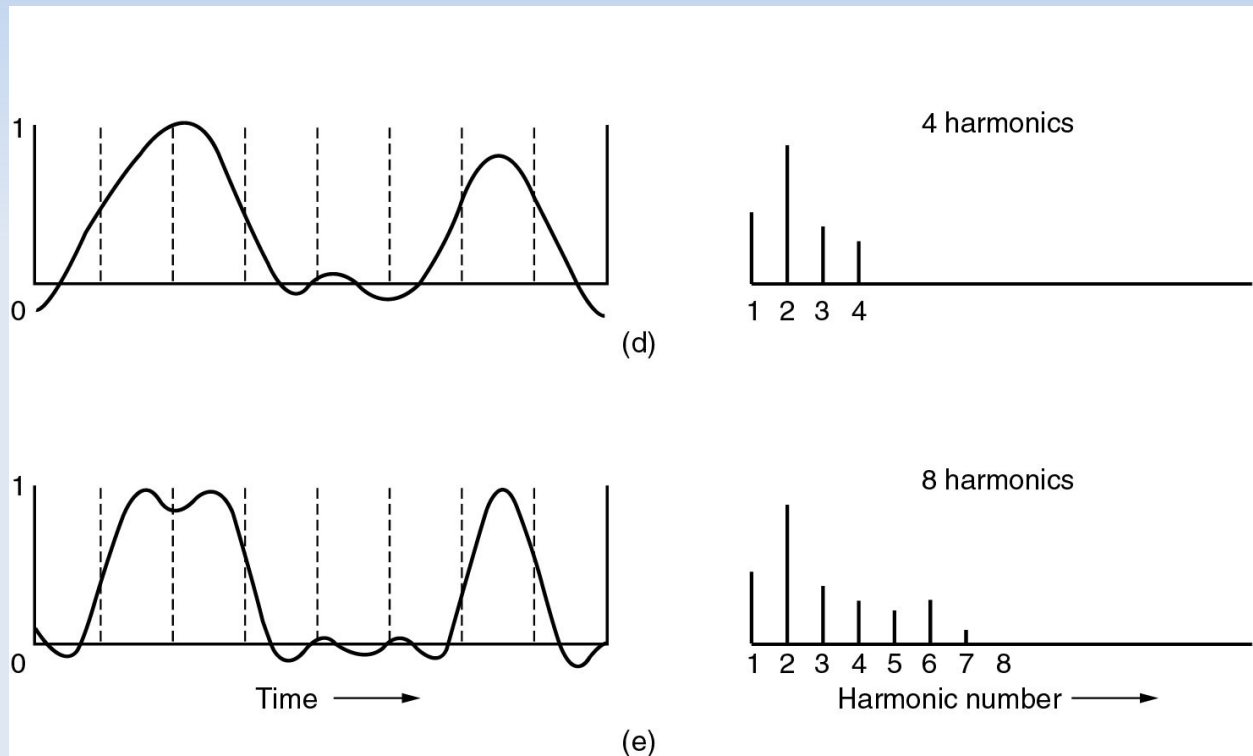 1
4 harmonics
0
1 2 3 4
(d)
1
8 harmonics
0
1 2 3 4 5 6 7 8
Time
Harmonic number
(e)